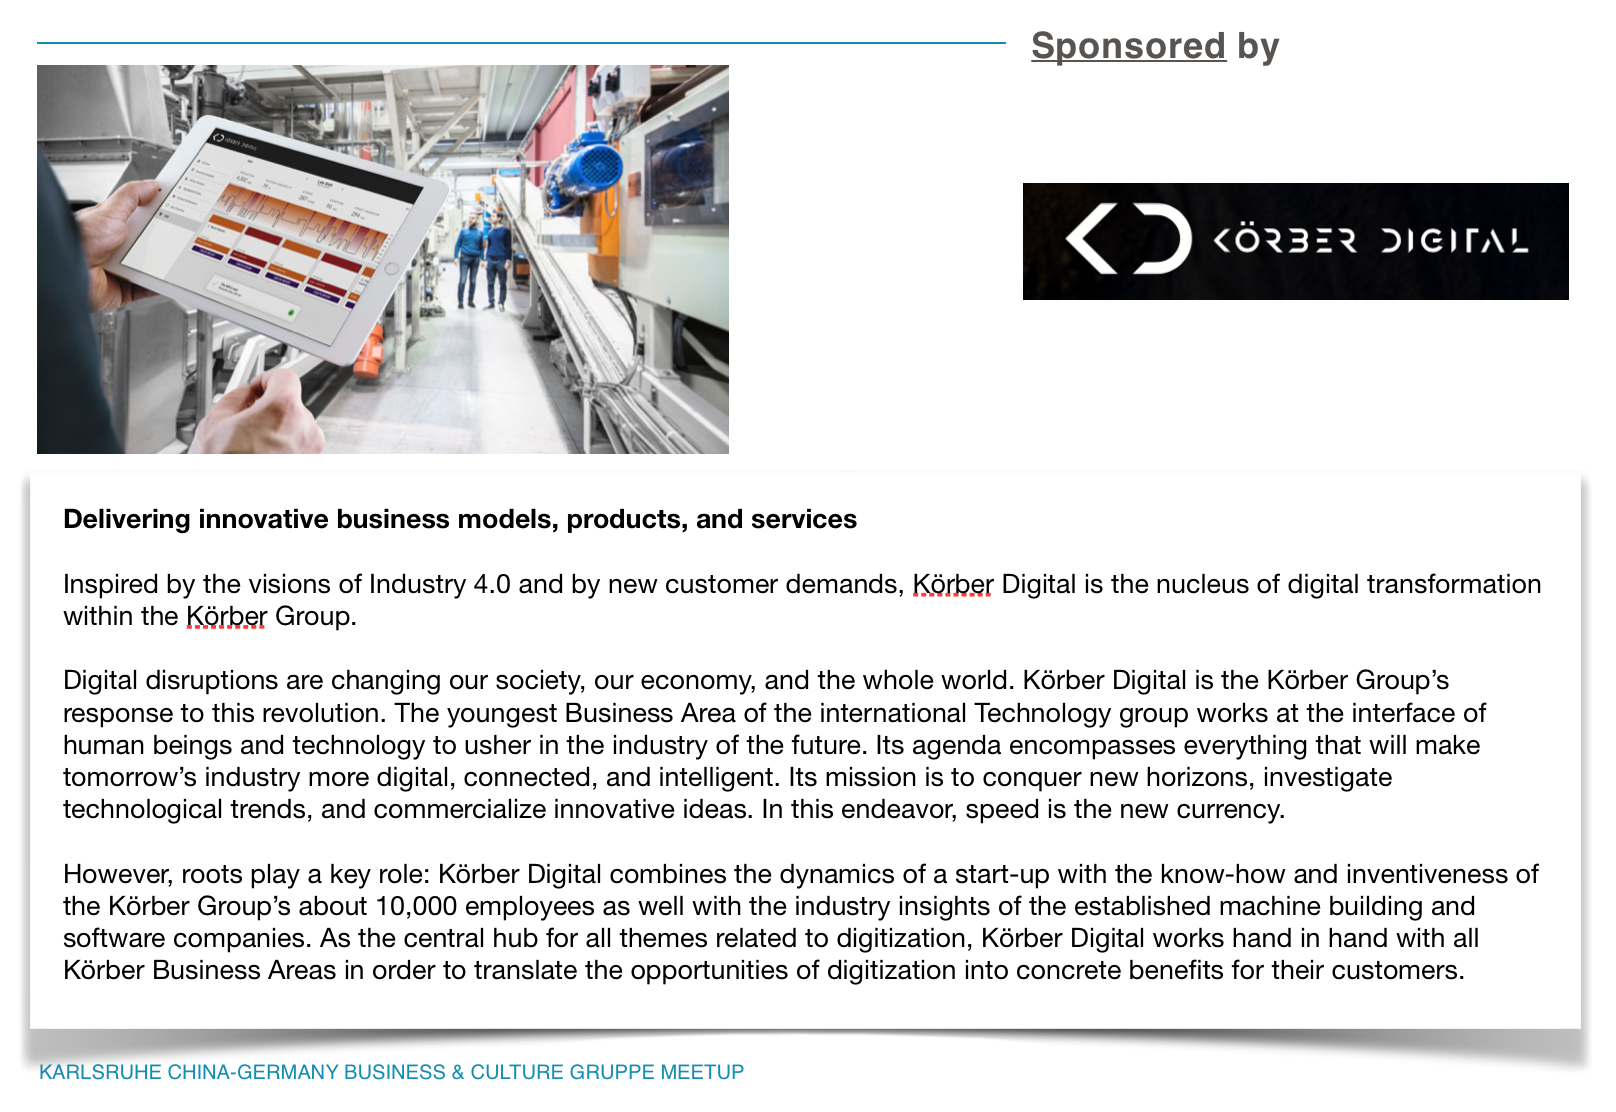 Sponsored by
KÖRBER DIGITAL
KÖRBER DIGITAL
Delivering innovative business models, products, and services
Inspired by the visions of Industry 4.0 and by new customer demands, Körber Digital is the nucleus of digital transformation
within the Körber Group.
Digital disruptions are changing our society, our economy, and the whole world. Körber Digital is the Körber Group’s
response to this revolution. The youngest Business Area of the international Technology group works at the interface of
human beings and technology to usher in the industry of the future. Its agenda encompasses everything that will make
tomorrow’s industry more digital, connected, and intelligent. Its mission is to conquer new horizons, investigate
technological trends, and commercialize innovative ideas. In this endeavor, speed is the new currency.
However, roots play a key role: Körber Digital combines the dynamics of a start-up with the know-how and inventiveness of
the Körber Group’s about 10,000 employees as well with the industry insights of the established machine building and
software companies. As the central hub for all themes related to digitization, Körber Digital works hand in hand with all
Körber Business Areas in order to translate the opportunities of digitization into concrete benefits for their customers.
KARLSRUHE CHINA-GERMANY BUSINESS & CULTURE GRUPPE MEETUP